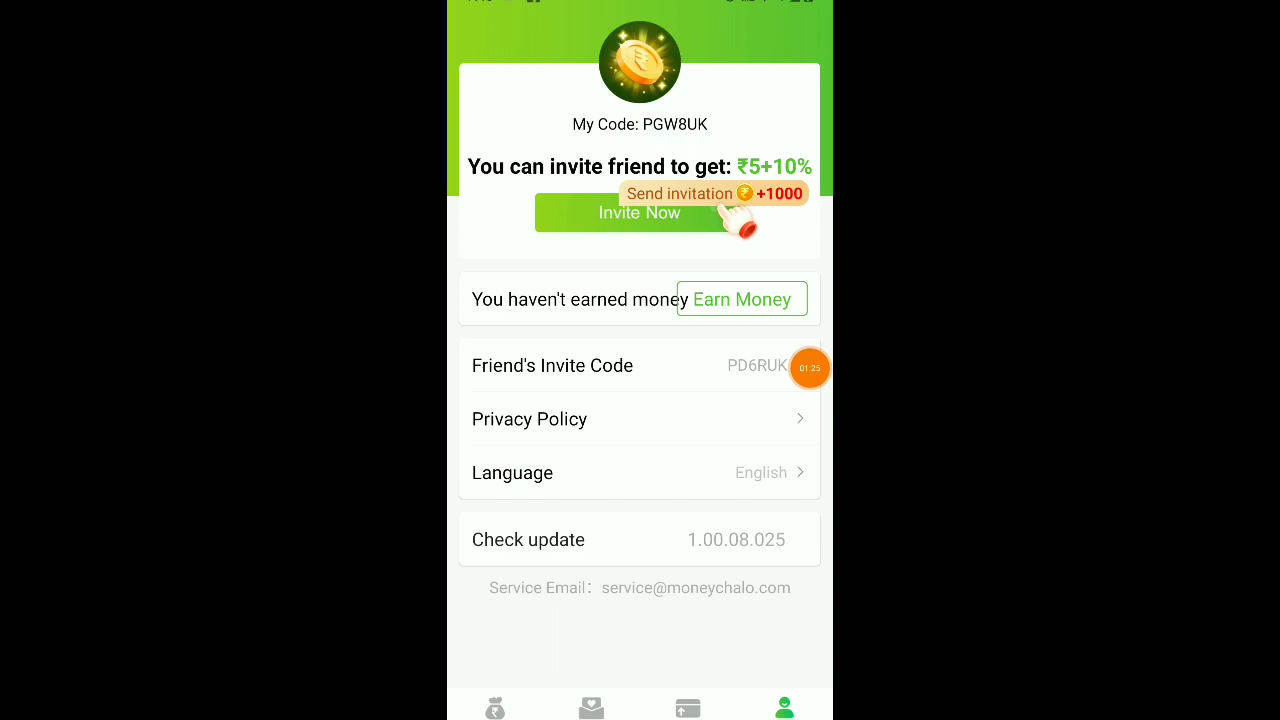 My Code: PGW8UK
You can invite friend to get: ₹5+10%
Send invitation +1000
Invite Now
You haven't earned money Earn Money
Friend's Invite Code PD6RUK
01:25
Privacy Policy
Language English
Check update 1.00.08.025
Service Email: service@moneychalo.com